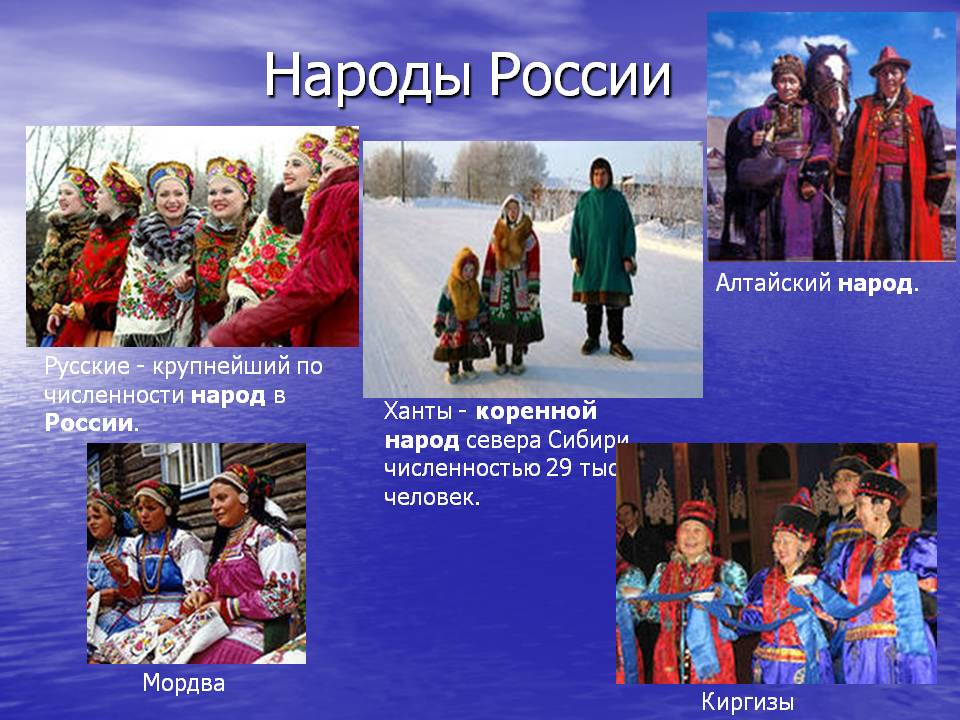 Народы России
Алтайский народ.
Русские - крупнейший по
численности народ в
России.
Ханты - коренной
народ севера Сибири
численностью 29 тыс
человек.
Мордва
Киргизы